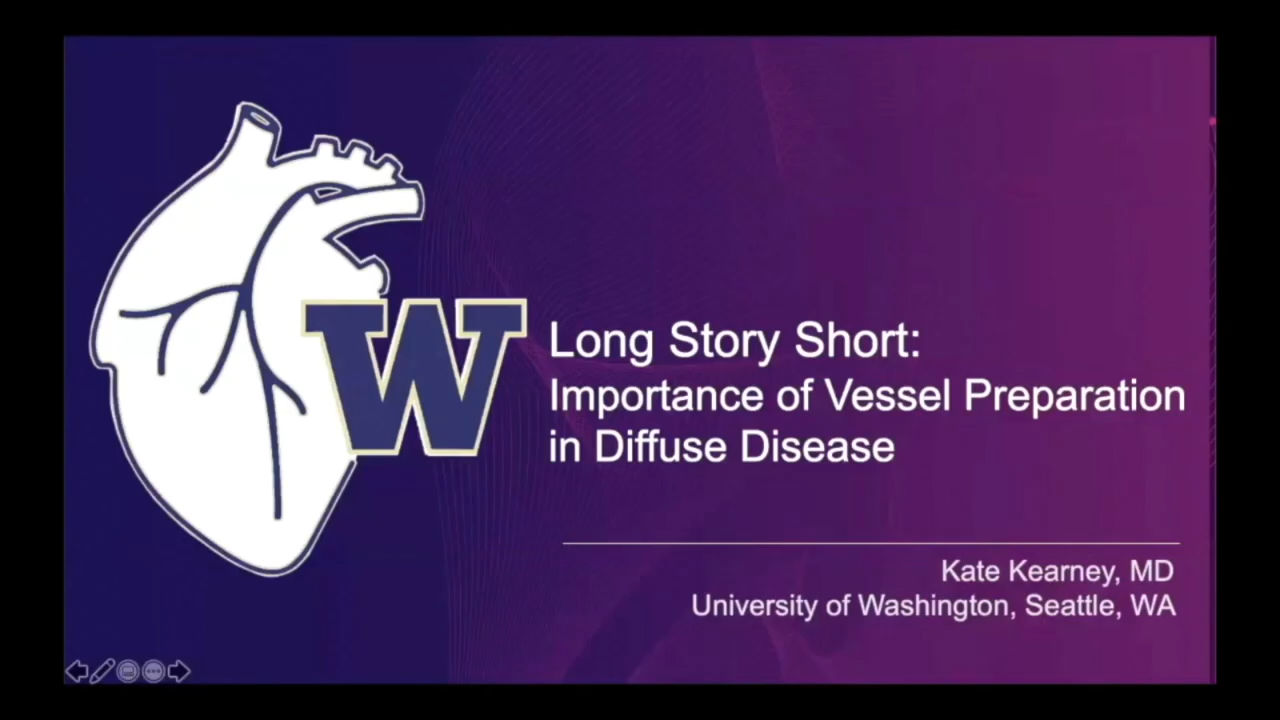 W
Long Story Short:
Importance of Vessel Preparation
in Diffuse Disease
Kate Kearney, MD
University of Washington, Seattle, WA